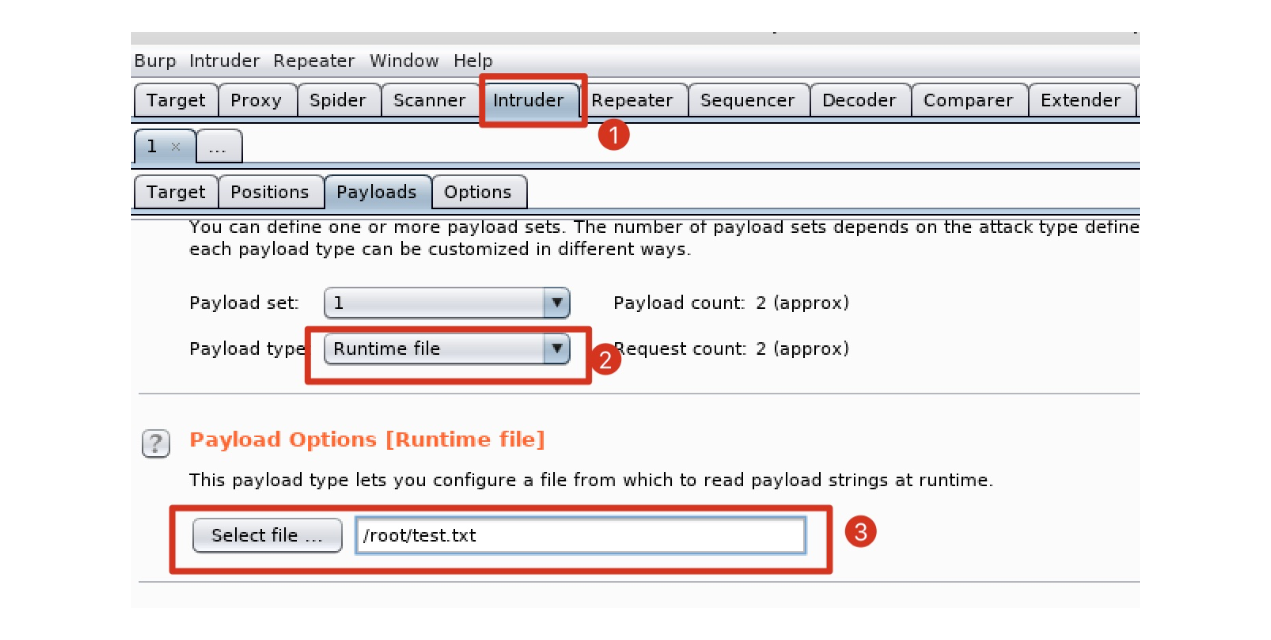 Burp Intruder Repeater Window Help
Target Proxy Spider Scanner Intruder Repeater Sequencer Decoder Comparer Extender
1
1 × ...
Target Positions Payloads Options
You can define one or more payload sets. The number of payload sets depends on the attack type define
each payload type can be customized in different ways.
Payload set: 1 Payload count: 2 (approx)
Payload type Runtime file 2 Request count: 2 (approx)
? Payload Options [Runtime file]
This payload type lets you configure a file from which to read payload strings at runtime.
Select file ... /root/test.txt 3